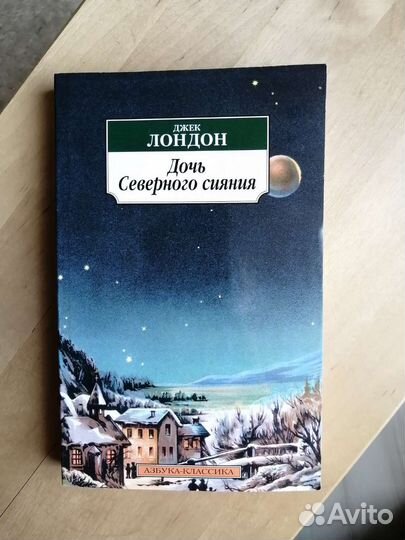 ДЖЕК
ЛОНДОН
Дочь
Северного сияния
АЗБУКА-КЛАССИКА
Avito